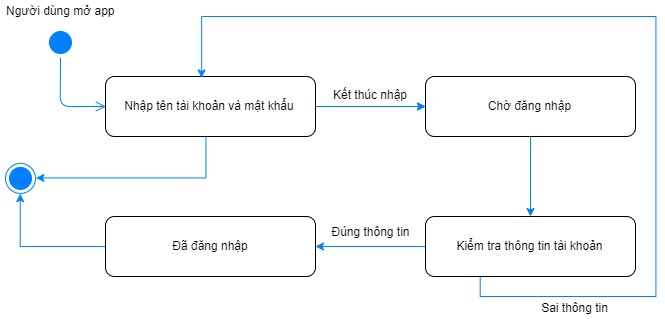 Người dùng mở app
Nhập tên tài khoản và mật khẩu
Kết thúc nhập
Chờ đăng nhập
Đã đăng nhập
Đúng thông tin
Kiểm tra thông tin tài khoản
Sai thông tin